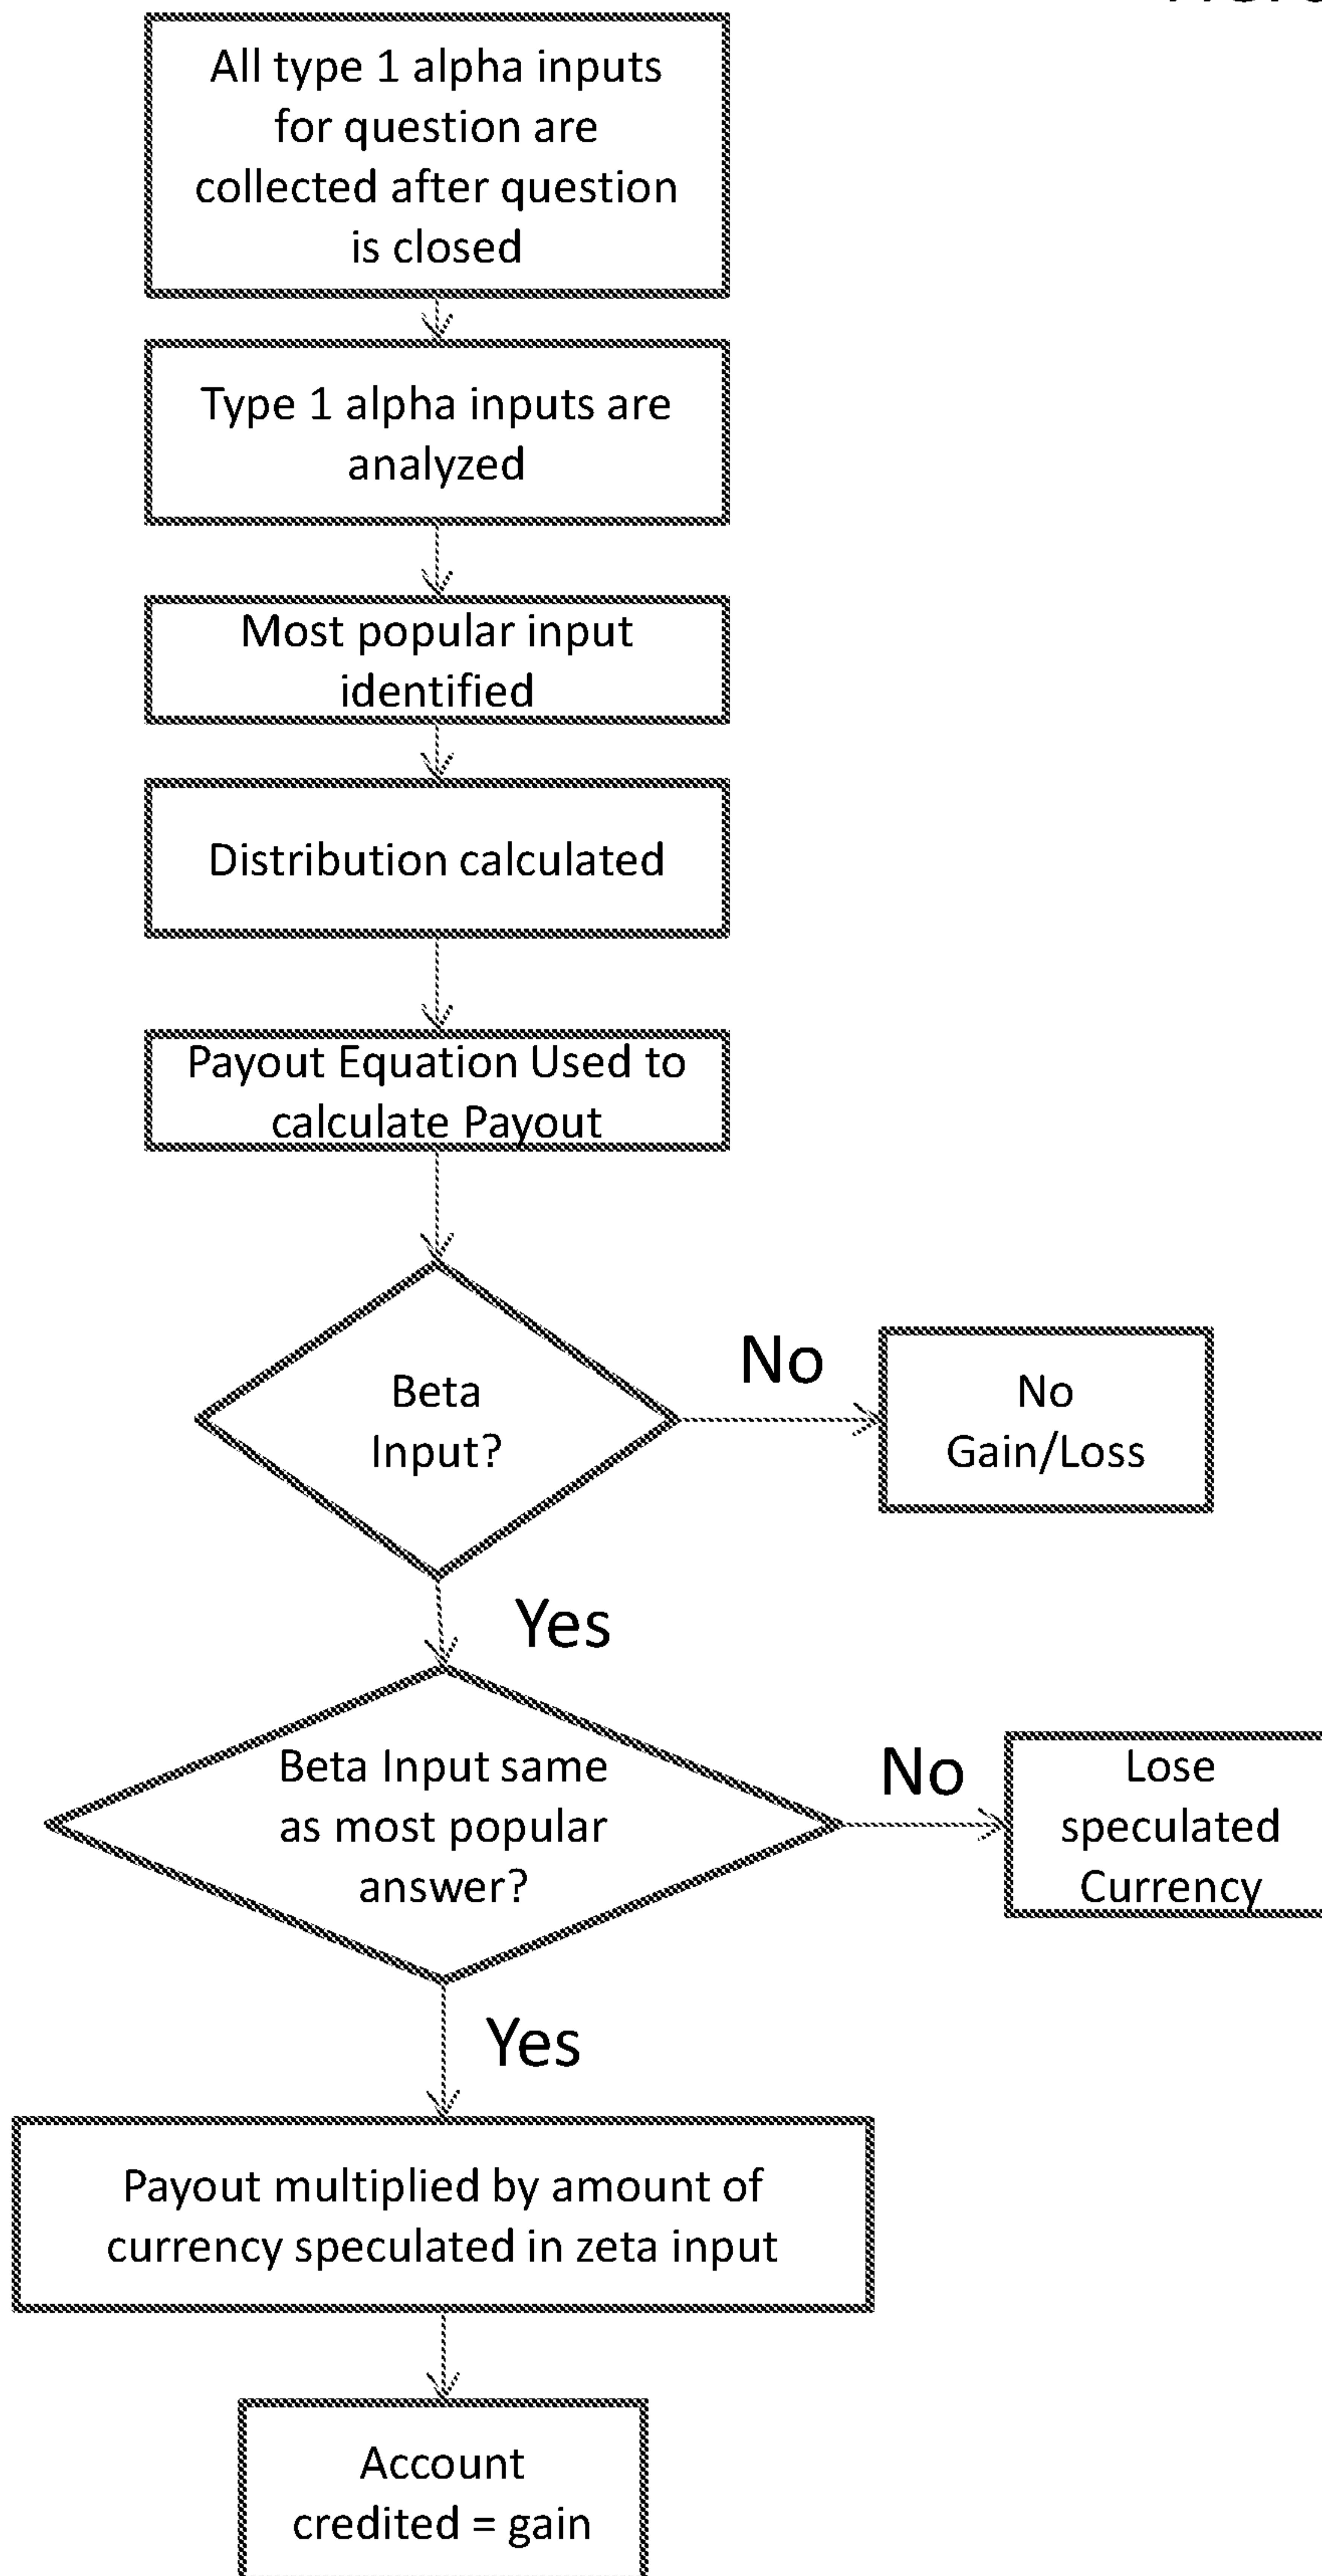 All type 1 alpha inputs
for question are
collected after question
is closed
Type 1 alpha inputs are
analyzed
Most popular input
identified
Distribution calculated
Payout Equation Used to
calculate Payout
Beta
Input?
No
No
Gain/Loss
Yes
Beta Input same
as most popular
answer?
No
Lose
speculated
Currency
Yes
Payout multiplied by amount of
currency speculated in zeta input
Account
credited = gain